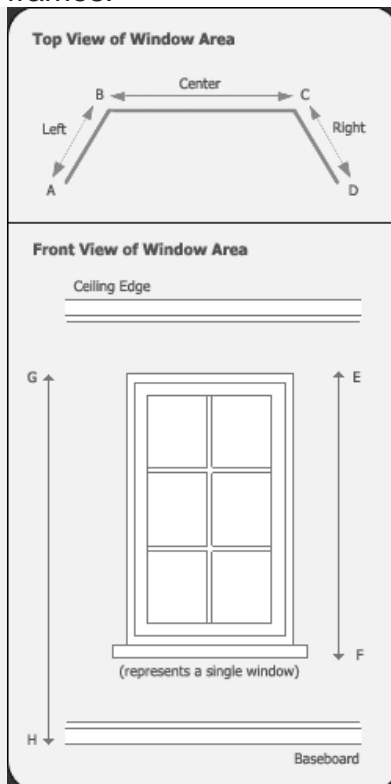 Top View of Window Area
Center
B
C
Left
Right
A
D
Front View of Window Area
Ceiling Edge
G
E
F
(represents a single window)
H
Baseboard